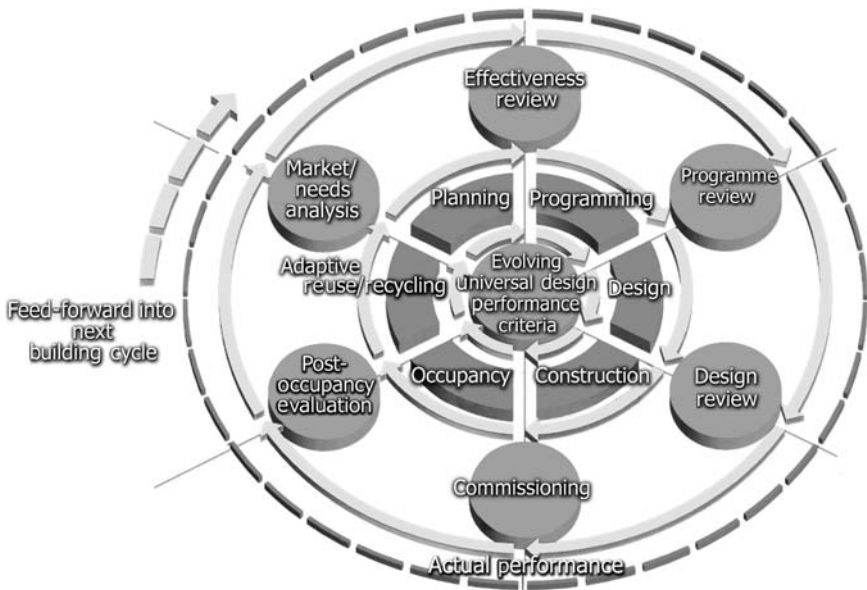 Effectiveness
review
Market/
needs
analysis
Programme
review
Planning
Programming
Adaptive
reuse/recycling
Evolving
universal design
performance
criteria
Design
Feed-forward into
next
building cycle
Post-
occupancy
evaluation
Occupancy
Construction
Design
review
Commissioning
Actual performance